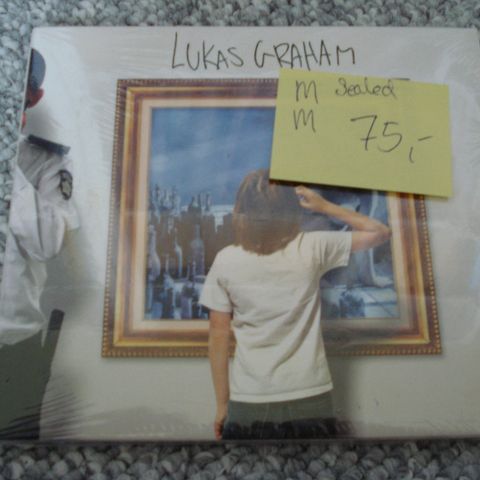 LUKAS GRAHAM
M Sealed
M 75,-